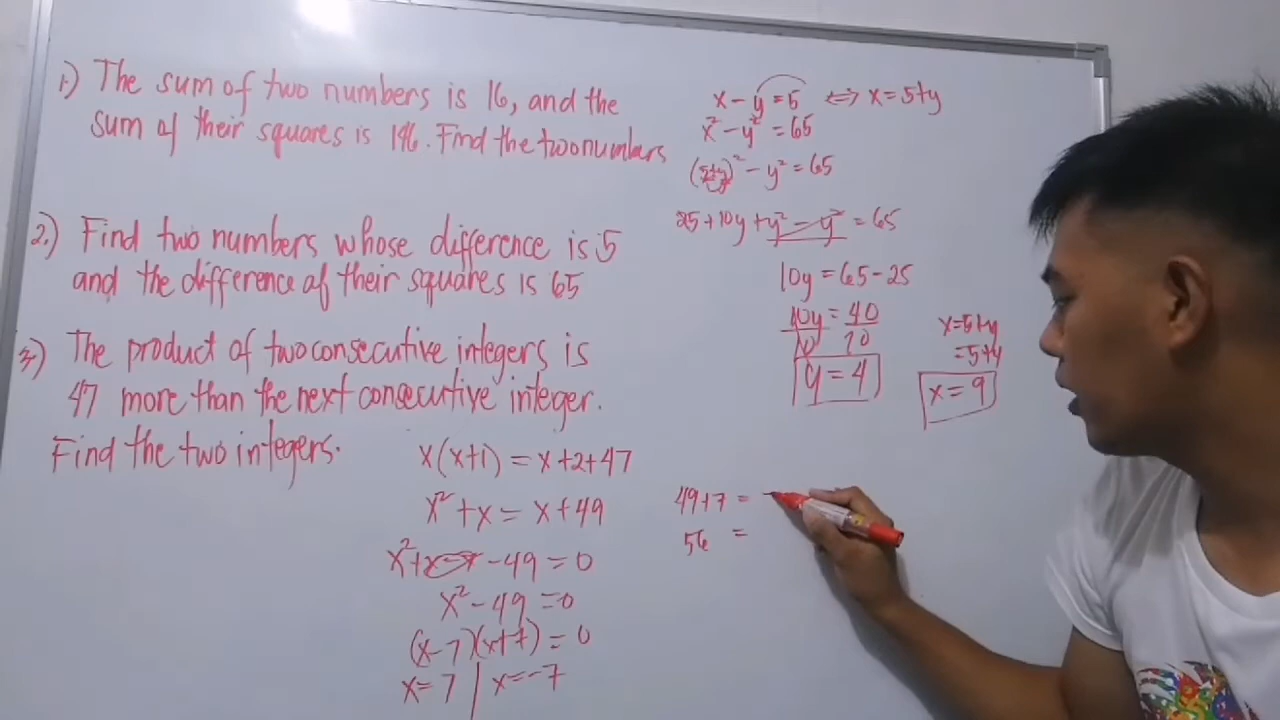 1.) The sum of two numbers is 16, and the
sum of their squares is 146. Find the two numbers
2.) Find two numbers whose difference is 5
and the difference of their squares is 65
3.) The product of two consecutive integers is
47 more than the next consecutive integer.
Find the two integers.
x(x+1) = x+2+47
x² + x = x + 49
x² + x - x - 49 = 0
x² - 49 = 0
(x-7)(x+7) = 0
x = 7 | x = -7
x - y = 5 ⟺ x = 5+y
x² - y² = 65
(5+y)² - y² = 65
25 + 10y + y² - y² = 65
10y = 65 - 25
10y = 40
10 10
y = 4
x = 5+y
= 5+4
x = 9
49+7 =
56 =